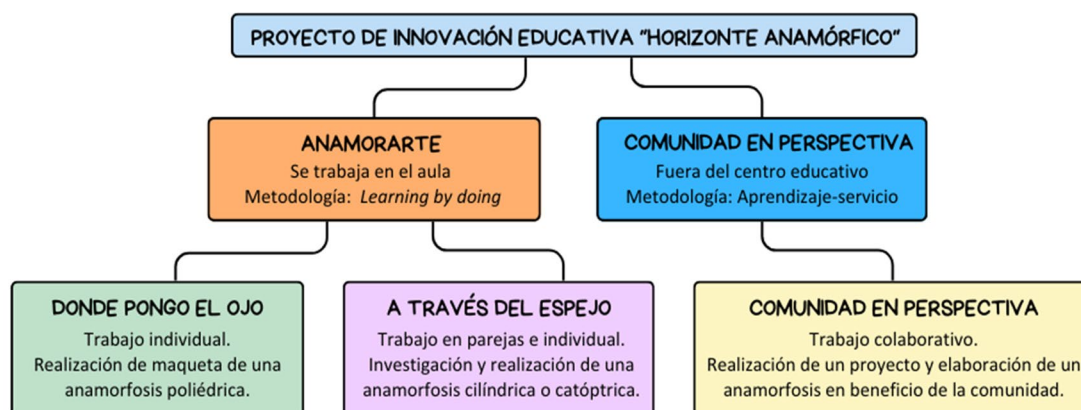 PROYECTO DE INNOVACIÓN EDUCATIVA "HORIZONTE ANAMÓRFICO"
ANAMORARTE
Se trabaja en el aula
Metodología: Learning by doing
COMUNIDAD EN PERSPECTIVA
Fuera del centro educativo
Metodología: Aprendizaje-servicio
DONDE PONGO EL OJO
Trabajo individual.
Realización de maqueta de una
anamorfosis poliédrica.
A TRAVÉS DEL ESPEJO
Trabajo en parejas e individual.
Investigación y realización de una
anamorfosis cilíndrica o catóptrica.
COMUNIDAD EN PERSPECTIVA
Trabajo colaborativo.
Realización de un proyecto y elaboración de un
anamorfosis en beneficio de la comunidad.